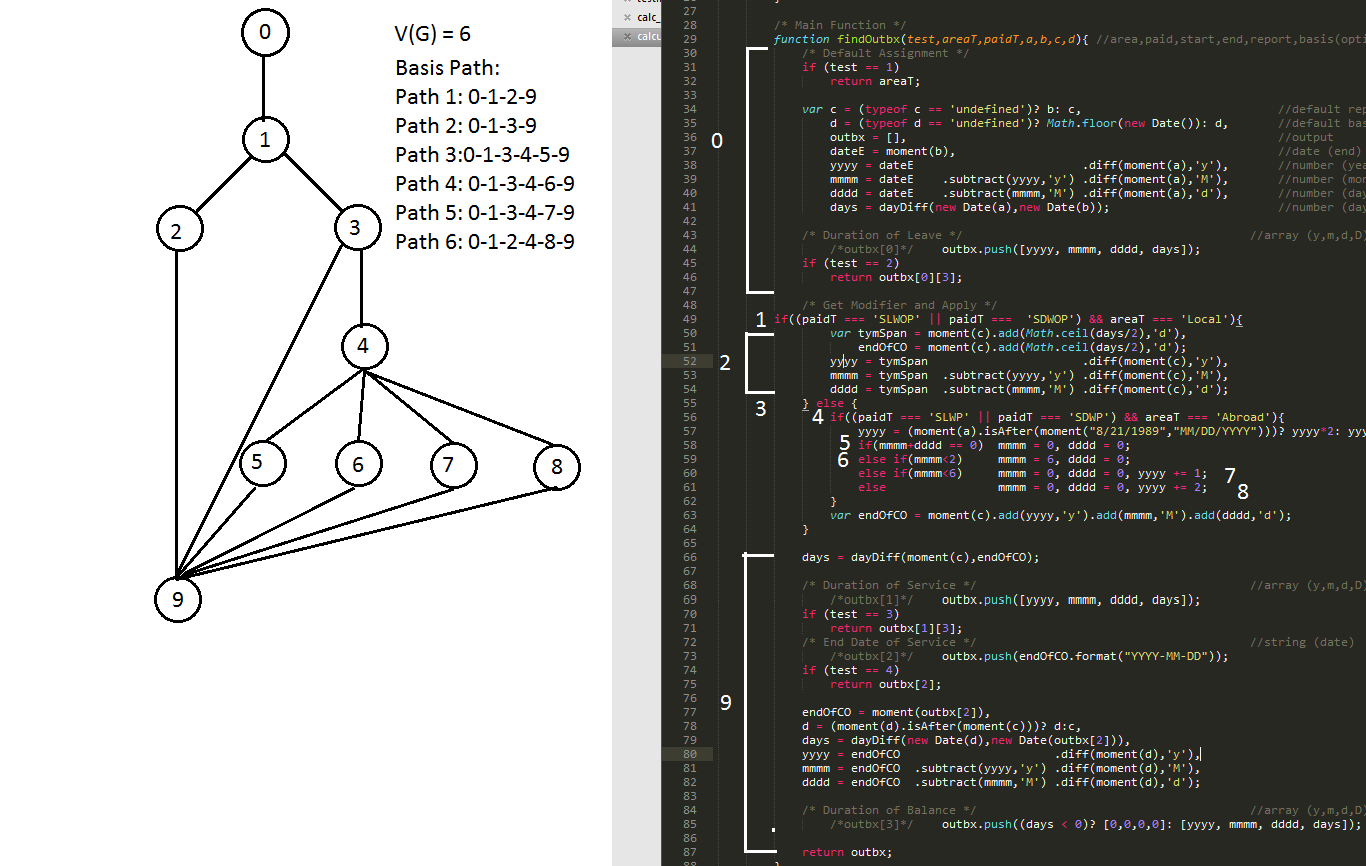 0
1
2
3
4
5
6
7
8
9
V(G) = 6
Basis Path:
Path 1: 0-1-2-9
Path 2: 0-1-3-9
Path 3:0-1-3-4-5-9
Path 4: 0-1-3-4-6-9
Path 5: 0-1-3-4-7-9
Path 6: 0-1-2-4-8-9
calc_
calcu
27
28 /* Main Function */
29 function findOutbx(test,areaT,paidT,a,b,c,d){ //area,paid,start,end,report,basis(opti
30 /* Default Assignment */
31 if (test == 1)
32 return areaT;
33
34 var c = (typeof c == 'undefined')? b: c, //default rep
35 d = (typeof d == 'undefined')? Math.floor(new Date()): d, //default bas
0 36 outbx = [], //output
37 dateE = moment(b), //date (end)
38 yyyy = dateE .diff(moment(a),'y'), //number (yea
39 mmmm = dateE .subtract(yyyy,'y') .diff(moment(a),'M'), //number (mon
40 dddd = dateE .subtract(mmmm,'M') .diff(moment(a),'d'), //number (day
41 days = dayDiff(new Date(a),new Date(b)); //number (day
42
43 /* Duration of Leave */ //array (y,m,d,D)
44 /*outbx[0]*/ outbx.push([yyyy, mmmm, dddd, days]);
45 if (test == 2)
46 return outbx[0][3];
47
48 /* Get Modifier and Apply */
49 1 if((paidT === 'SLWOP' || paidT === 'SDWOP') && areaT === 'Local'){
50 var tymSpan = moment(c).add(Math.ceil(days/2),'d'),
51 endOfCO = moment(c).add(Math.ceil(days/2),'d');
52 2 yyyy = tymSpan .diff(moment(c),'y'),
53 mmmm = tymSpan .subtract(yyyy,'y') .diff(moment(c),'M'),
54 dddd = tymSpan .subtract(mmmm,'M') .diff(moment(c),'d');
55 3 } else {
56 4 if((paidT === 'SLWP' || paidT === 'SDWP') && areaT === 'Abroad'){
57 yyyy = (moment(a).isAfter(moment("8/21/1989","MM/DD/YYYY")))? yyyy*2: yyy
58 5 if(mmmm+dddd == 0) mmmm = 0, dddd = 0;
59 6 else if(mmmm<2) mmmm = 6, dddd = 0;
60 else if(mmmm<6) mmmm = 0, dddd = 0, yyyy += 1; 7
61 else mmmm = 0, dddd = 0, yyyy += 2; 8
62 }
63 var endOfCO = moment(c).add(yyyy,'y').add(mmmm,'M').add(dddd,'d');
64 }
65
66 days = dayDiff(moment(c),endOfCO);
67
68 /* Duration of Service */ //array (y,m,d,D)
69 /*outbx[1]*/ outbx.push([yyyy, mmmm, dddd, days]);
70 if (test == 3)
71 return outbx[1][3];
72 /* End Date of Service */ //string (date)
73 /*outbx[2]*/ outbx.push(endOfCO.format("YYYY-MM-DD"));
74 if (test == 4)
75 return outbx[2];
76
9 77 endOfCO = moment(outbx[2]),
78 d = (moment(d).isAfter(moment(c)))? d:c,
79 days = dayDiff(new Date(d),new Date(outbx[2])),
80 yyyy = endOfCO .diff(moment(d),'y'),
81 mmmm = endOfCO .subtract(yyyy,'y') .diff(moment(d),'M'),
82 dddd = endOfCO .subtract(mmmm,'M') .diff(moment(d),'d');
83
84 /* Duration of Balance */ //array (y,m,d,D)
85 /*outbx[3]*/ outbx.push((days < 0)? [0,0,0,0]: [yyyy, mmmm, dddd, days]);
86
87 return outbx;